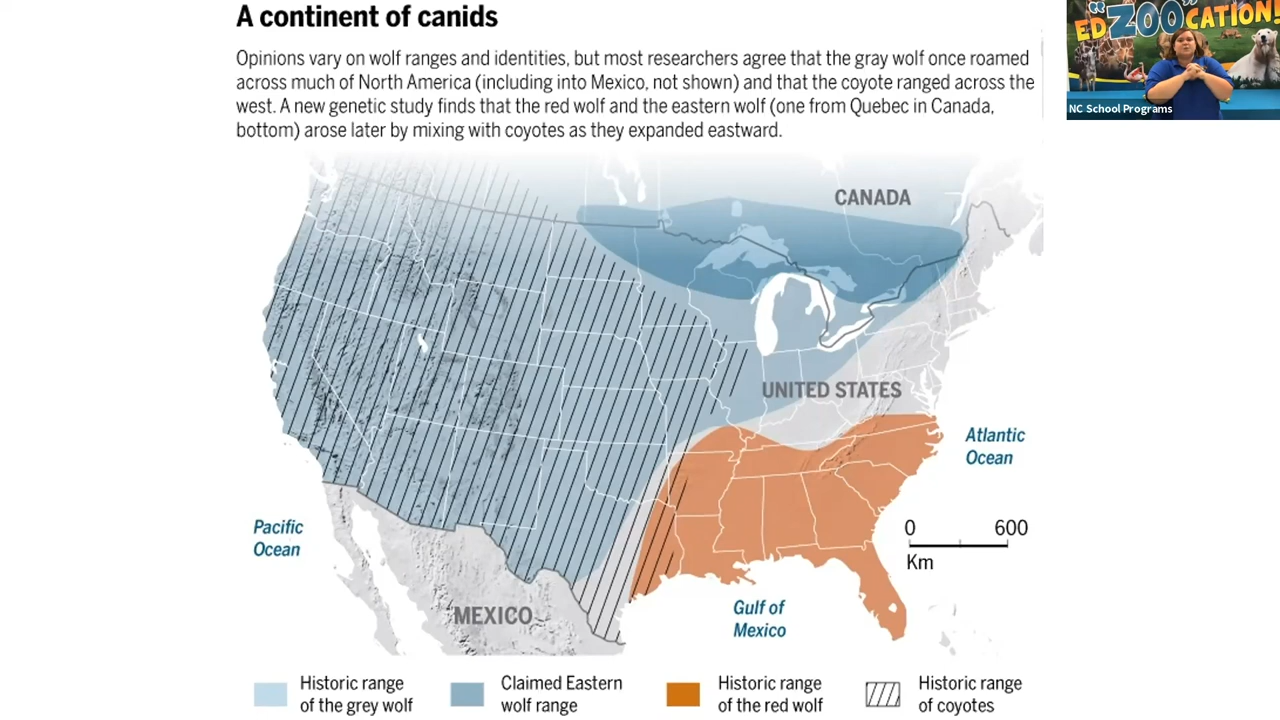 A continent of canids
Opinions vary on wolf ranges and identities, but most researchers agree that the gray wolf once roamed
across much of North America (including into Mexico, not shown) and that the coyote ranged across the
west. A new genetic study finds that the red wolf and the eastern wolf (one from Quebec in Canada,
bottom) arose later by mixing with coyotes as they expanded eastward.
"EDZOO"CATION!
NC School Programs
CANADA
UNITED STATES
Atlantic
Ocean
Pacific
Ocean
0 600
Km
MEXICO
Gulf of
Mexico
Historic range
of the grey wolf
Claimed Eastern
wolf range
Historic range
of the red wolf
Historic range
of coyotes